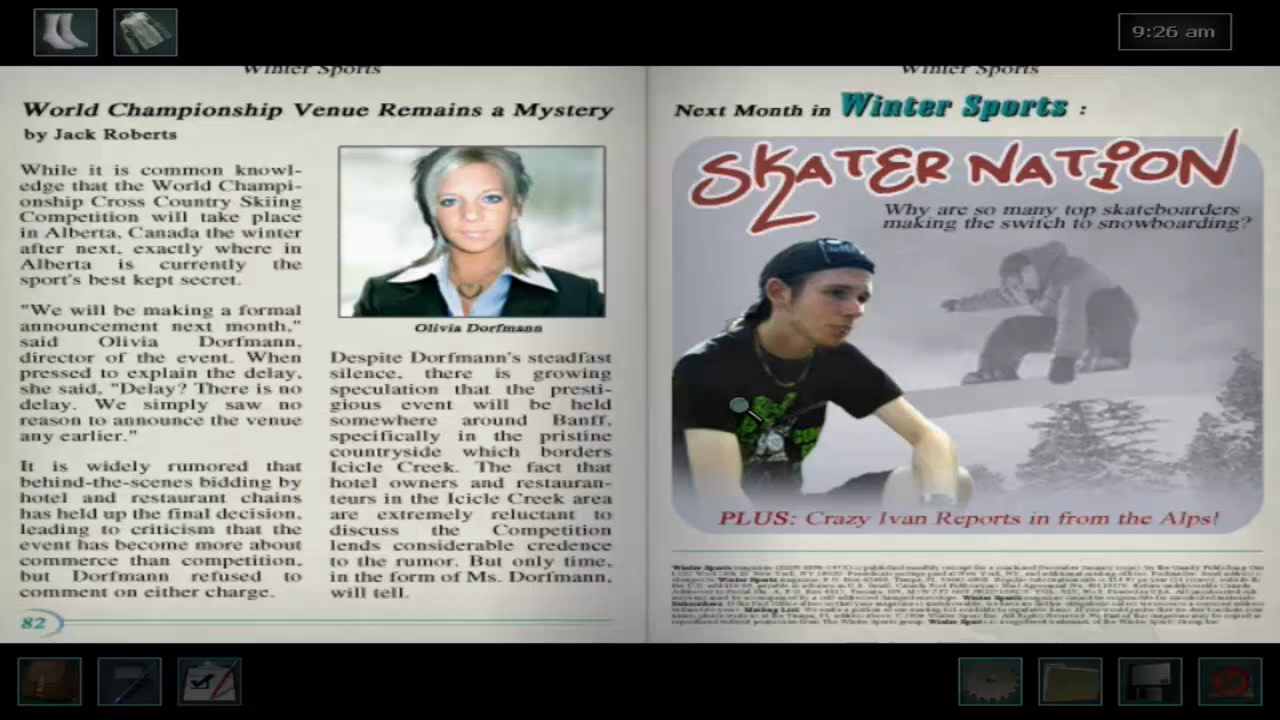 9:26 am
Winter Sports
World Championship Venue Remains a Mystery
by Jack Roberts
While it is common knowl-
edge that the World Champi-
onship Cross Country Skiing
Competition will take place
in Alberta, Canada the winter
after next, exactly where in
Alberta is currently the
sport's best kept secret.
"We will be making a formal
announcement next month,"
said Olivia Dorfmann,
director of the event. When
pressed to explain the delay,
she said, "Delay? There is no
delay. We simply saw no
reason to announce the venue
any earlier."
It is widely rumored that
behind-the-scenes bidding by
hotel and restaurant chains
has held up the final decision,
leading to criticism that the
event has become more about
commerce than competition,
but Dorfmann refused to
comment on either charge.
Olivia Dorfmann
Despite Dorfmann's steadfast
silence, there is growing
speculation that the presti-
gious event will be held
somewhere around Banff,
specifically in the pristine
countryside which borders
Icicle Creek. The fact that
hotel owners and restauran-
teurs in the Icicle Creek area
are extremely reluctant to
discuss the Competition
lends considerable credence
to the rumor. But only time,
in the form of Ms. Dorfmann,
will tell.
82
Winter Sports
Next Month in Winter Sports :
SKATER NATION
Why are so many top skateboarders
making the switch to snowboarding?
PLUS: Crazy Ivan Reports in from the Alps!